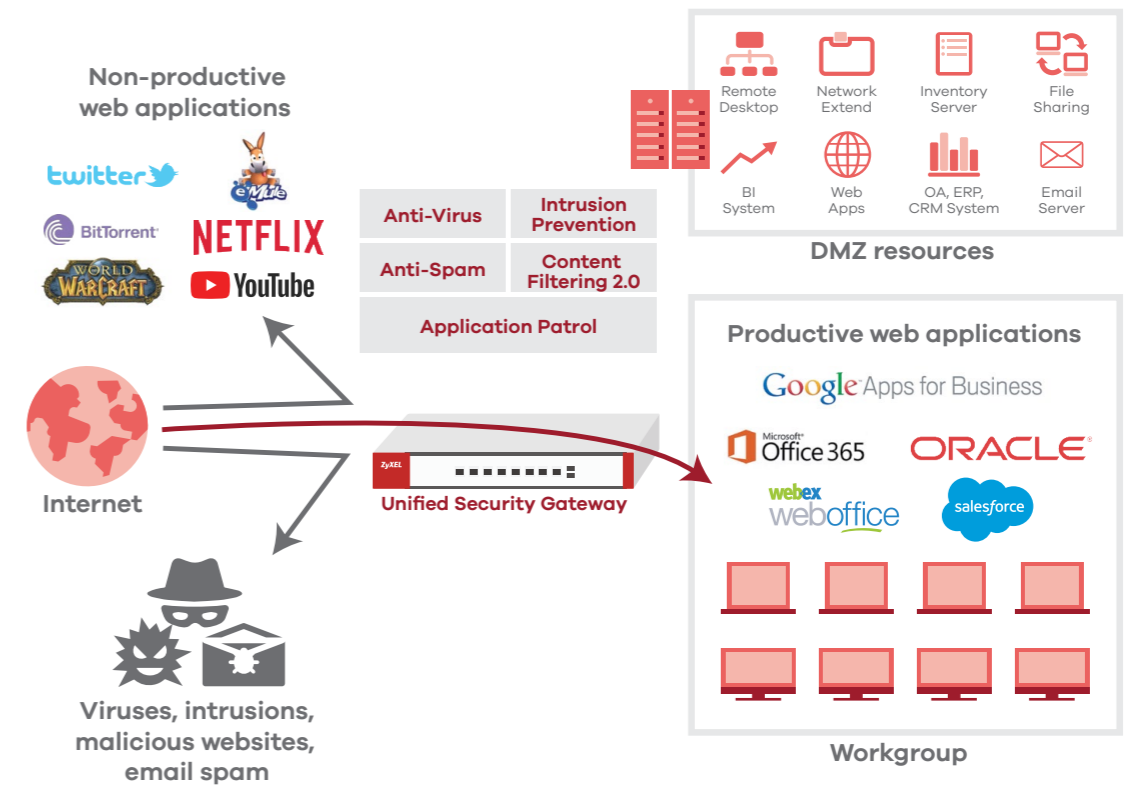 Non-productive
web applications
twitter
e Mule
BitTorrent
NETFLIX
WORLD
WARCRAFT
YouTube
Internet
Viruses, intrusions,
malicious websites,
email spam
Anti-Virus
Intrusion
Prevention
Anti-Spam
Content
Filtering 2.0
Application Patrol
ZyXEL
Unified Security Gateway
Remote
Desktop
Network
Extend
Inventory
Server
File
Sharing
BI
System
Web
Apps
OA, ERP,
CRM System
Email
Server
DMZ resources
Productive web applications
Google Apps for Business
Microsoft
Office 365
ORACLE
webex
weboffice
salesforce
Workgroup